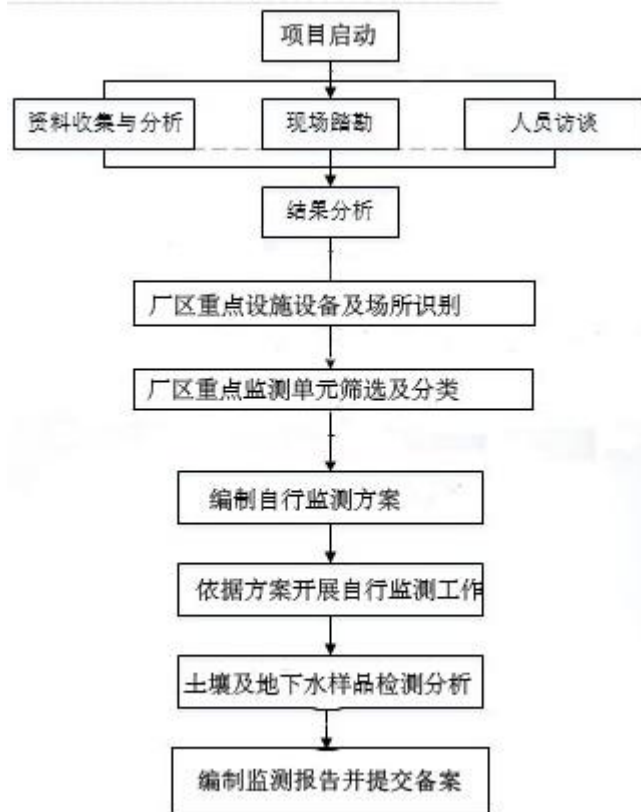 项目启动
资料收集与分析
现场踏勘
人员访谈
结果分析
厂区重点设施设备及场所识别
厂区重点监测单元筛选及分类
编制自行监测方案
依据方案开展自行监测工作
土壤及地下水样品检测分析
编制监测报告并提交备案